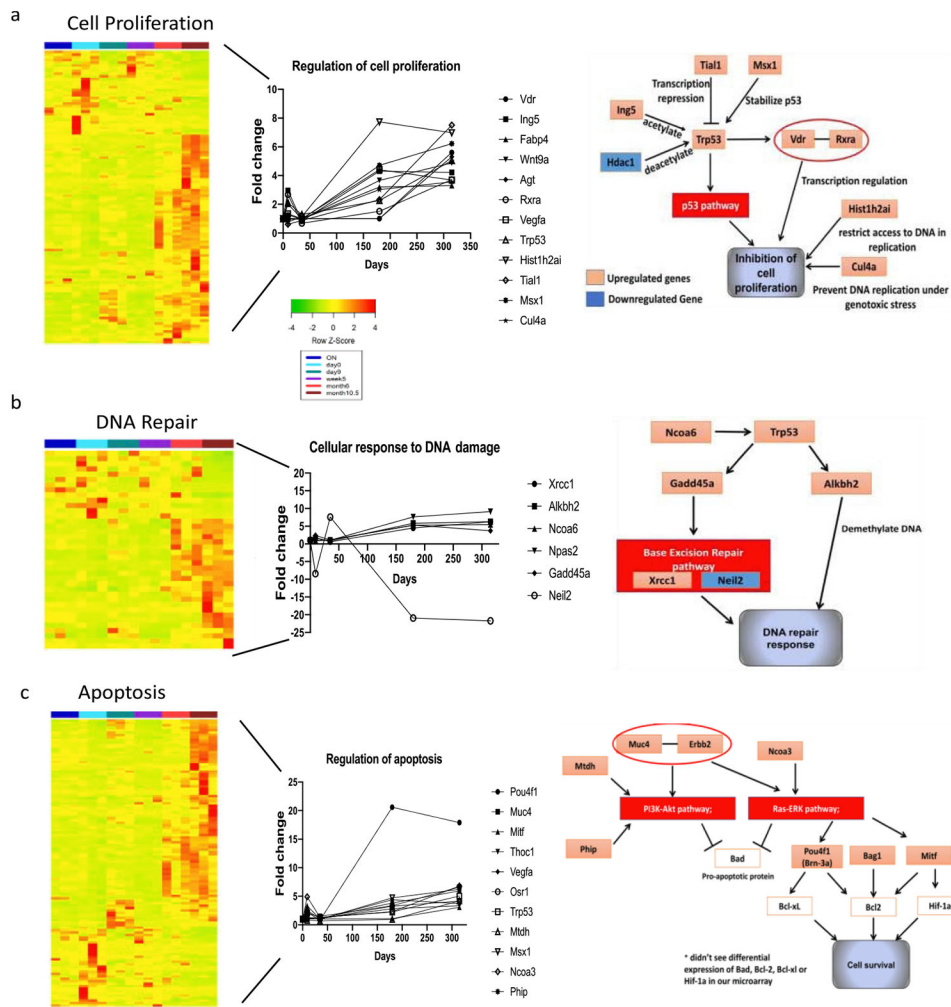 a
Cell Proliferation
Regulation of cell proliferation
Fold change
10
8
6
4
2
0
0
50
100
150
200
250
300
350
400
Days
Vdr
Ing5
Fabp4
Wnt9a
Agt
Rxra
Vegfa
Trp53
Hist1h2ai
Tial1
Msx1
Cul4a
-4
-2
0
2
4
Row Z-Score
ON
day0
day9
week5
month6
month10.5
Tial1
Msx1
Transcription
repression
Stabilize p53
Ing5
acetylate
Trp53
Vdr
Rxra
Hdac1
deacetylate
Transcription regulation
p53 pathway
Hist1h2ai
restrict access to DNA in
replication
Inhibition of
cell
proliferation
Cul4a
Prevent DNA replication under
genotoxic stress
Upregulated genes
Downregulated Gene
b
DNA Repair
Cellular response to DNA damage
Fold change
25
20
15
10
5
0
-5
-10
-15
-20
-25
50
100
150
200
250
300
Days
Xrcc1
Alkbh2
Ncoa6
Npas2
Gadd45a
Neil2
Ncoa6
Trp53
Gadd45a
Alkbh2
Demethylate DNA
Base Excision Repair
pathway
Xrcc1
Neil2
DNA repair
response
c
Apoptosis
Regulation of apoptosis
Fold change
25
20
15
10
5
0
0
50
100
150
200
250
300
Days
Pou4f1
Muc4
Mitf
Thoc1
Vegfa
Osr1
Trp53
Mtdh
Msx1
Ncoa3
Phip
Muc4
Erbb2
Ncoa3
Mtdh
PI3K-Akt pathway;
Ras-ERK pathway;
Phip
Bad
Pro-apoptotic protein
Pou4f1
(Brn-3a)
Bag1
Mitf
Bcl-xL
Bcl2
Hif-1a
Cell survival
* didn't see differential
expression of Bad, Bcl-2, Bcl-xl or
Hif-1a in our microarray